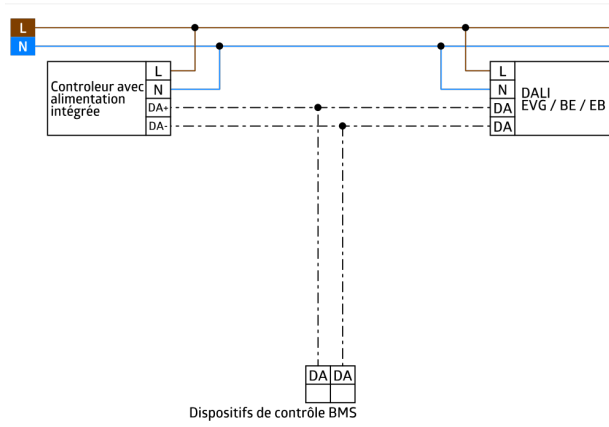 L
N
Controleur avec
alimentation
intégrée
L
N
DA+
DA-
L
N
DA
DA
DALI
EVG / BE / EB
DA DA
Dispositifs de contrôle BMS